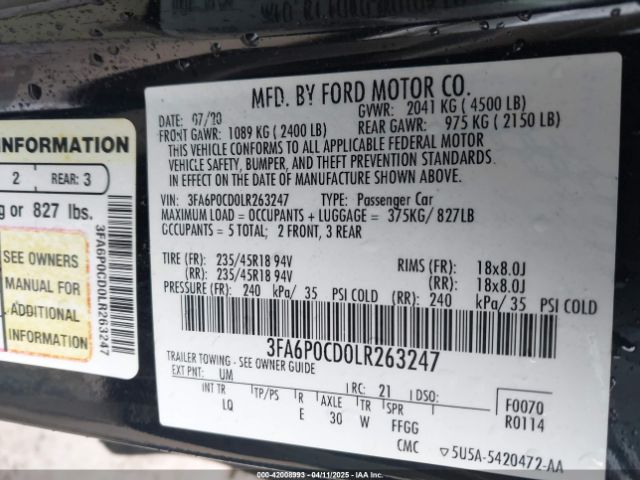 INFORMATION
2 REAR: 3
g or 827 lbs.
SEE OWNERS
MANUAL FOR
ADDITIONAL
INFORMATION
3FA6P0CD0LR263247
MFD. BY FORD MOTOR CO.
DATE: 07/20 GVWR: 2041 KG (4500 LB)
FRONT GAWR: 1089 KG (2400 LB) REAR GAWR: 975 KG (2150 LB)
THIS VEHICLE CONFORMS TO ALL APPLICABLE FEDERAL MOTOR
VEHICLE SAFETY, BUMPER, AND THEFT PREVENTION STANDARDS
IN EFFECT ON THE DATE OF MANUFACTURE SHOWN ABOVE.
VIN: 3FA6P0CD0LR263247 TYPE: Passenger Car
MAXIMUM LOAD = OCCUPANTS + LUGGAGE = 375KG/ 827LB
OCCUPANTS = 5 TOTAL; 2 FRONT, 3 REAR
TIRE (FR): 235/45R18 94V RIMS (FR): 18x8.0J
(RR): 235/45R18 94V (RR): 18x8.0J
PRESSURE (FR): 240 kPa/ 35 PSI COLD (RR): 240 kPa/ 35 PSI COLD
3FA6P0CD0LR263247
TRAILER TOWING - SEE OWNER GUIDE
EXT PNT: UM RC: 21 DSO: F0070
INT TR TP/PS R AXLE TR SPR R0114
LQ E 30 W FFGG
CMC 5U5A-5420472-AA
000-42008993 - 04/11/2025 - IAAI.COM